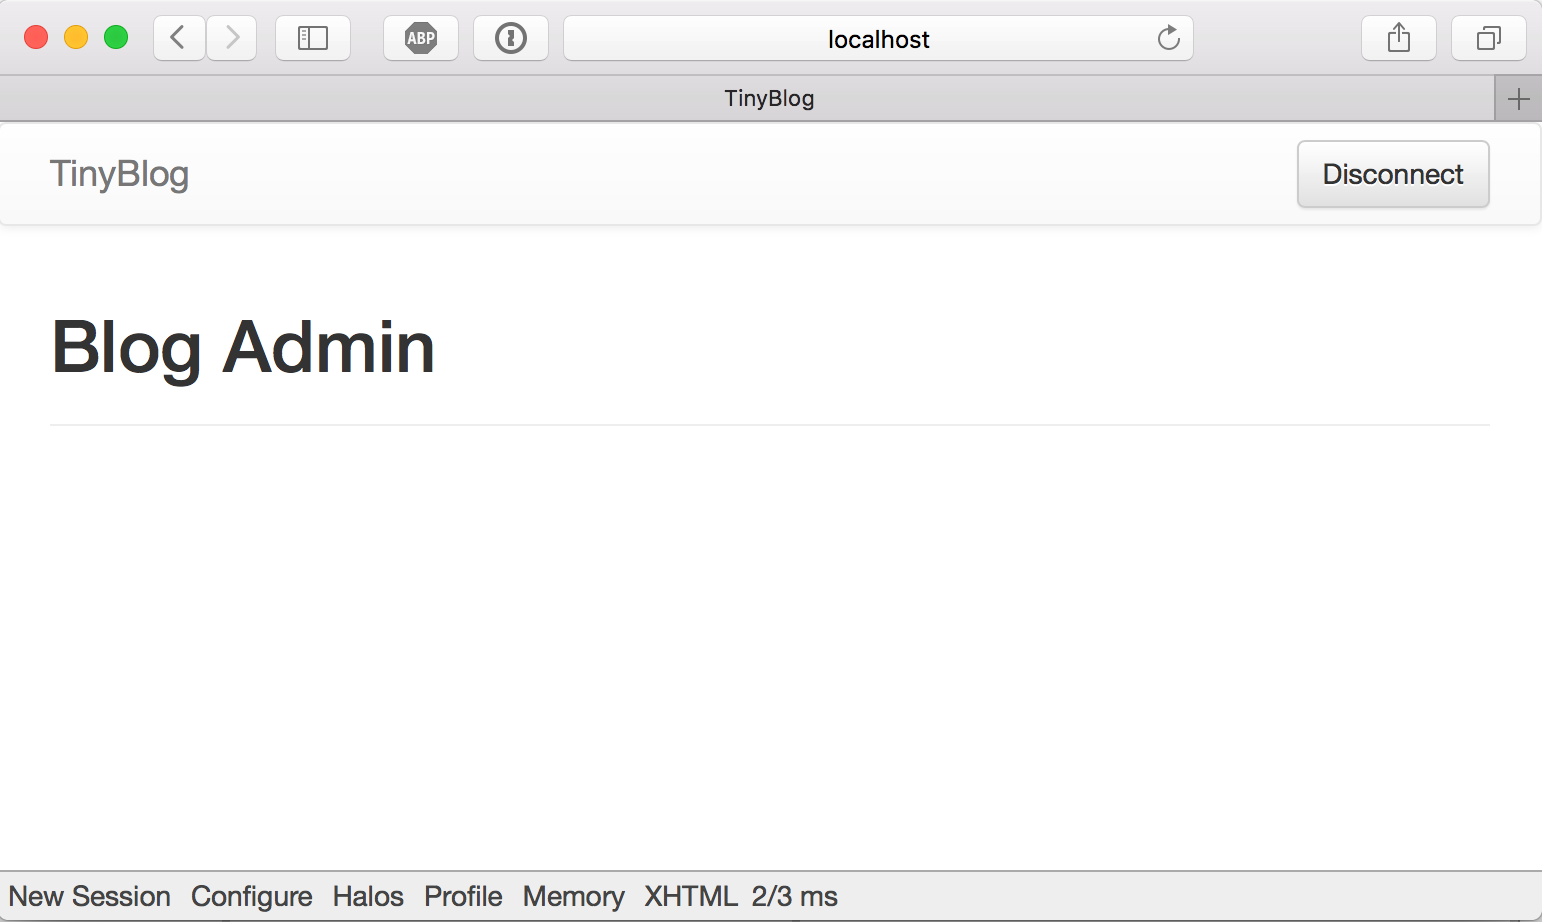 ABP localhost
TinyBlog
TinyBlog Disconnect
Blog Admin
New Session Configure Halos Profile Memory XHTML 2/3 ms